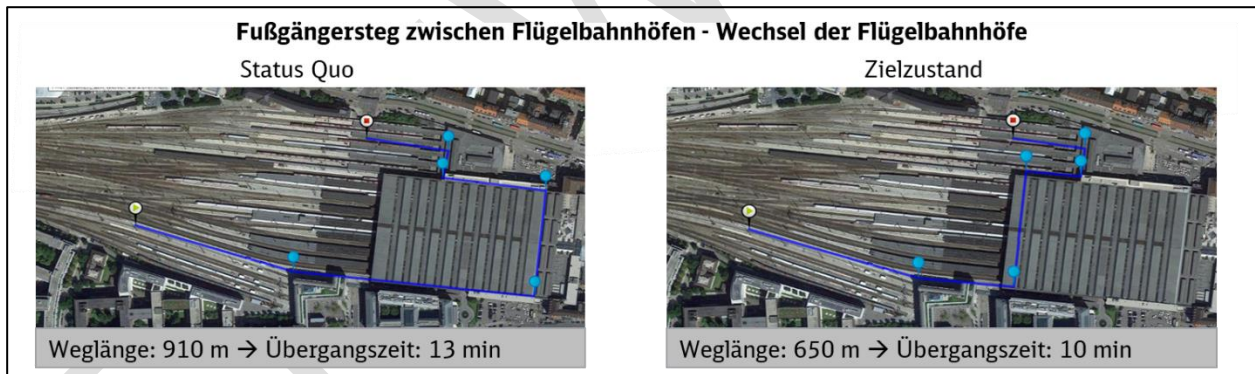 Fußgängersteg zwischen Flügelbahnhöfen - Wechsel der Flügelbahnhöfe
Status Quo
Zielzustand
Weglänge: 910 m → Übergangszeit: 13 min
Weglänge: 650 m → Übergangszeit: 10 min